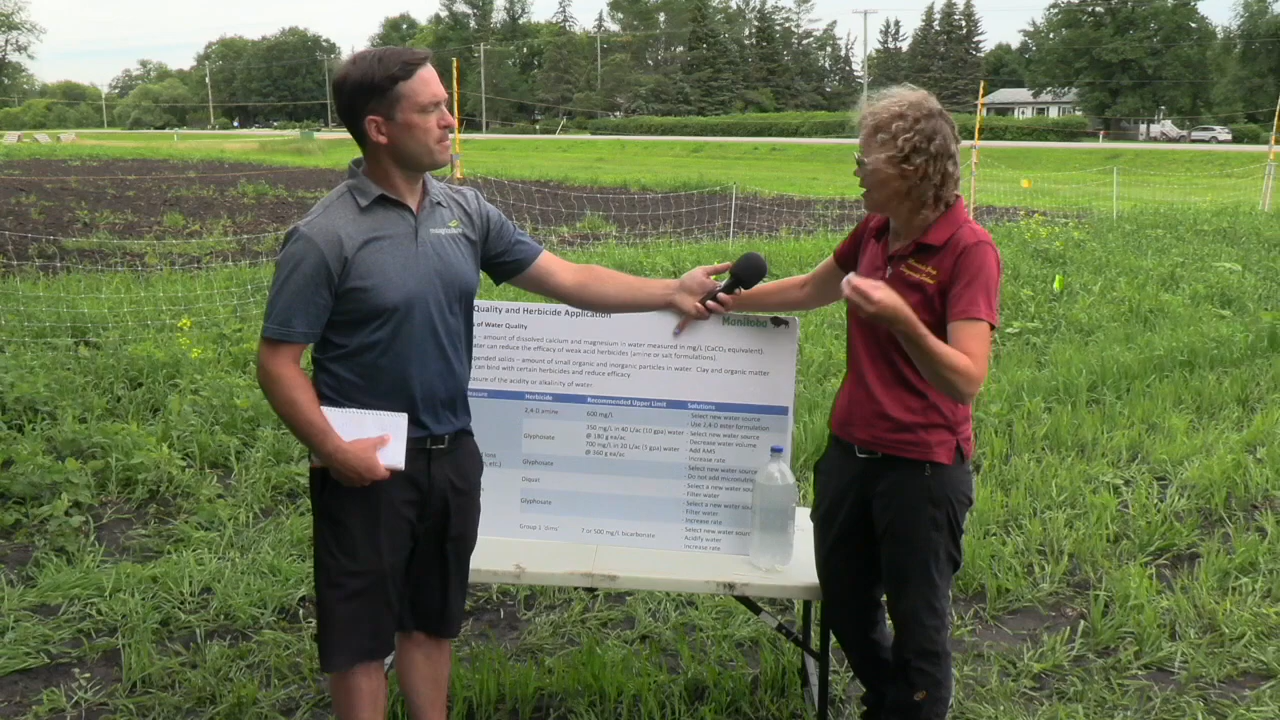 Quality and Herbicide Application
Manitoba
of Water Quality
– amount of dissolved calcium and magnesium in water measured in mg/L (CaCO₃ equivalent).
can reduce the efficacy of weak acid herbicides (amine or salt formulations).
pended solids – amount of small organic and inorganic particles in water. Clay and organic matter
can bind with certain herbicides and reduce efficacy.
asure of the acidity or alkalinity of water.
Herbicide Recommended Upper Limit Solutions
2,4-D amine 600 mg/L - Select new water source
- Use 2,4-D ester formulation
Glyphosate 350 mg/L in 40 L/ac (10 gpa) water - Select new water source
@ 180 g ea/ac - Decrease water volume
700 mg/L in 20 L/ac (5 gpa) water - Add AMS
@ 360 g ea/ac - Increase rate
Glyphosate - Select new water source
etc.) - Do not add micronutrie
Diquat - Select a new water sour
- Filter water
Glyphosate - Select a new water sour
- Filter water
Increase rate
Group 1 'dims' 7 or 500 mg/L bicarbonate - Select new water sour
Acidify water
Increase rate